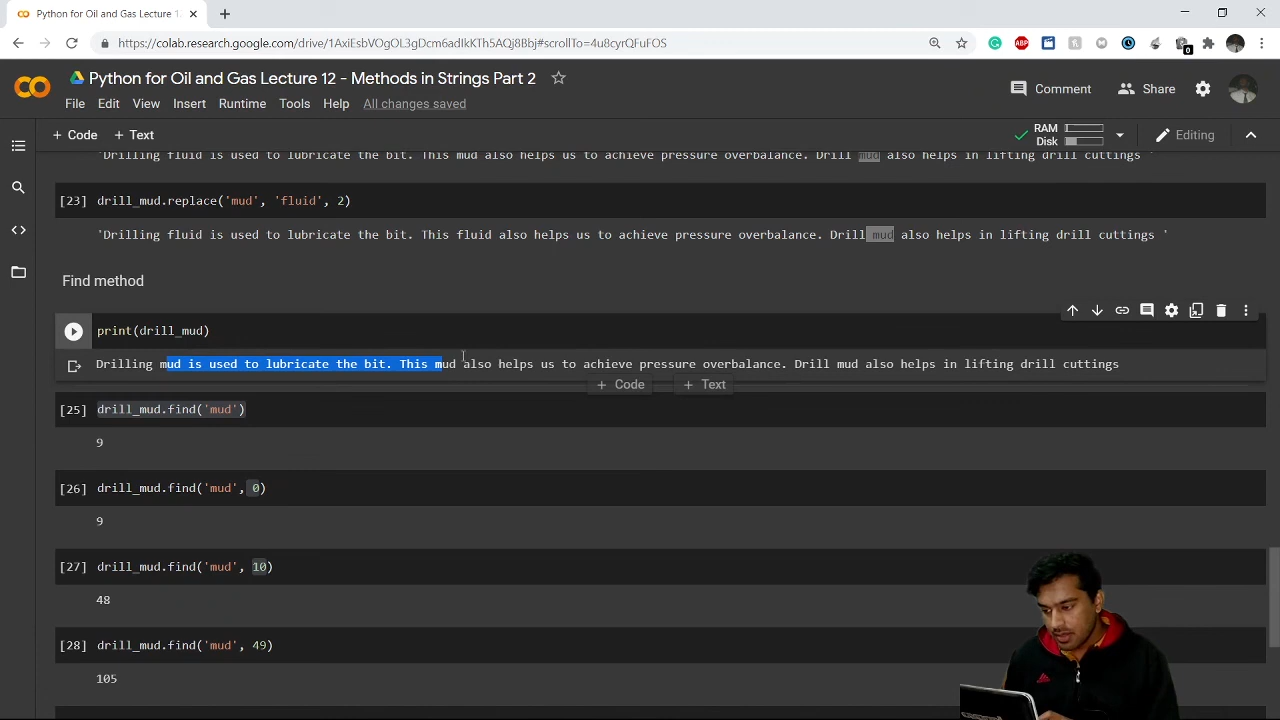 Python for Oil and Gas Lecture 1
https://colab.research.google.com/drive/1AxiEsbYOgOL3gPzm6adIkKTh5AQj8Bbj#scrollTo=4u8cyrQFuFOS
Python for Oil and Gas Lecture 12 - Methods in Strings Part 2
File Edit View Insert Runtime Tools Help All changes saved
Comment Share
+ Code + Text
RAM
Disk
Editing
'Drilling fluid is used to lubricate the bit. This mud also helps us to achieve pressure overbalance. Drill mud also helps in lifting drill cuttings '
[23] drill_mud.replace('mud', 'fluid', 2)
'Drilling fluid is used to lubricate the bit. This fluid also helps us to achieve pressure overbalance. Drill mud also helps in lifting drill cuttings '
Find method
print(drill_mud)
Drilling mud is used to lubricate the bit. This mud also helps us to achieve pressure overbalance. Drill mud also helps in lifting drill cuttings
+ Code + Text
[25] drill_mud.find('mud')
9
[26] drill_mud.find('mud', 0)
9
[27] drill_mud.find('mud', 10)
48
[28] drill_mud.find('mud', 49)
105